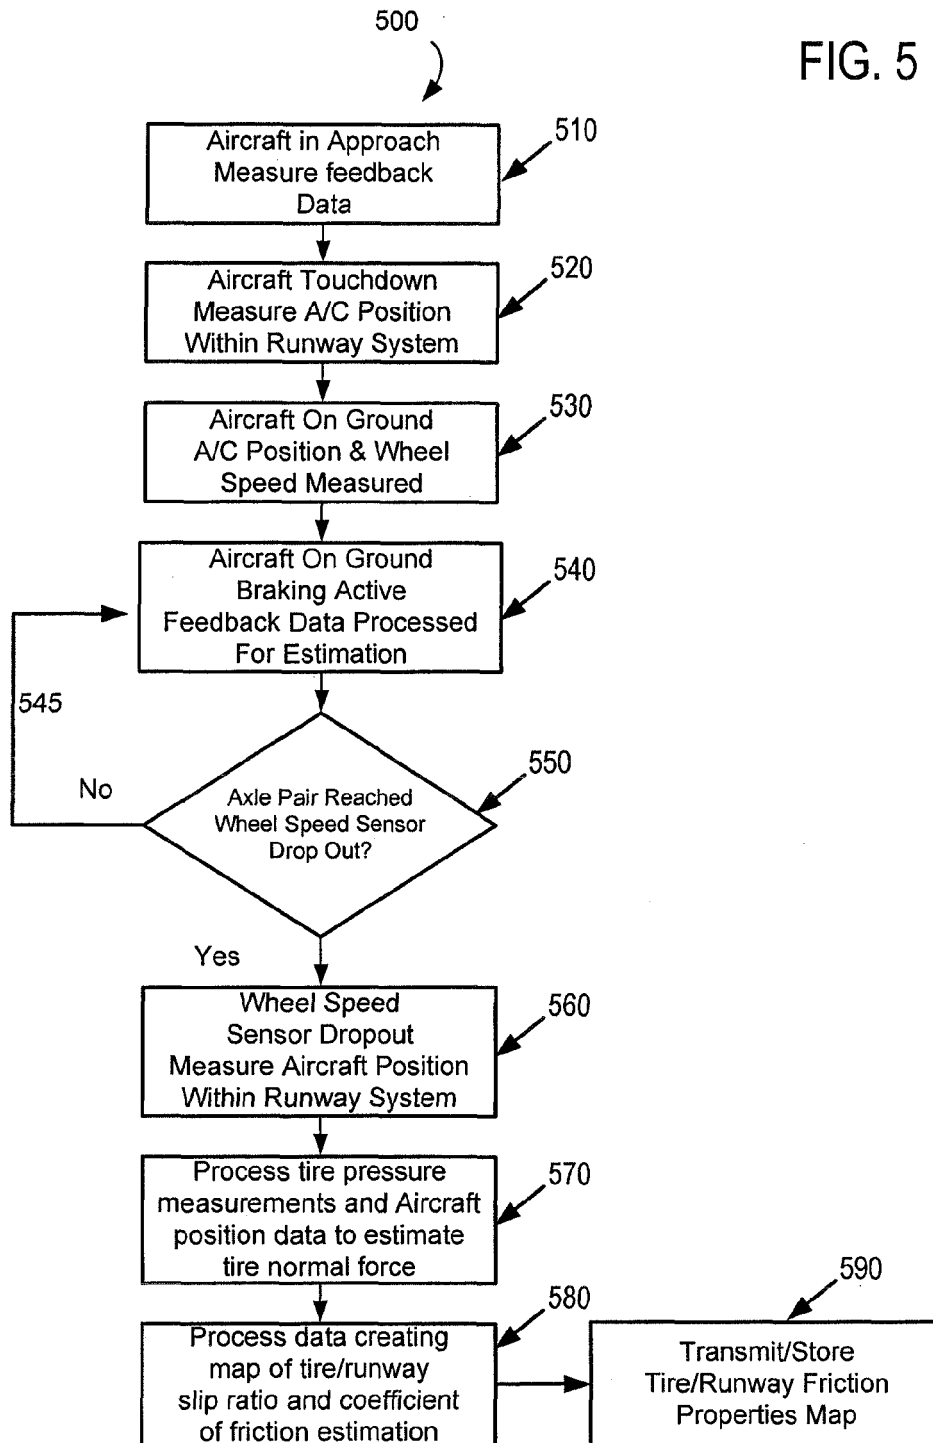 500
FIG. 5
Aircraft in Approach
Measure feedback
Data
510
Aircraft Touchdown
Measure A/C Position
Within Runway System
520
Aircraft On Ground
A/C Position & Wheel
Speed Measured
530
Aircraft On Ground
Braking Active
Feedback Data Processed
For Estimation
540
545
No
Axle Pair Reached
Wheel Speed Sensor
Drop Out?
550
Yes
Wheel Speed
Sensor Dropout
Measure Aircraft Position
Within Runway System
560
Process tire pressure
measurements and Aircraft
position data to estimate
tire normal force
570
Process data creating
map of tire/runway
slip ratio and coefficient
of friction estimation
580
Transmit/Store
Tire/Runway Friction
Properties Map
590